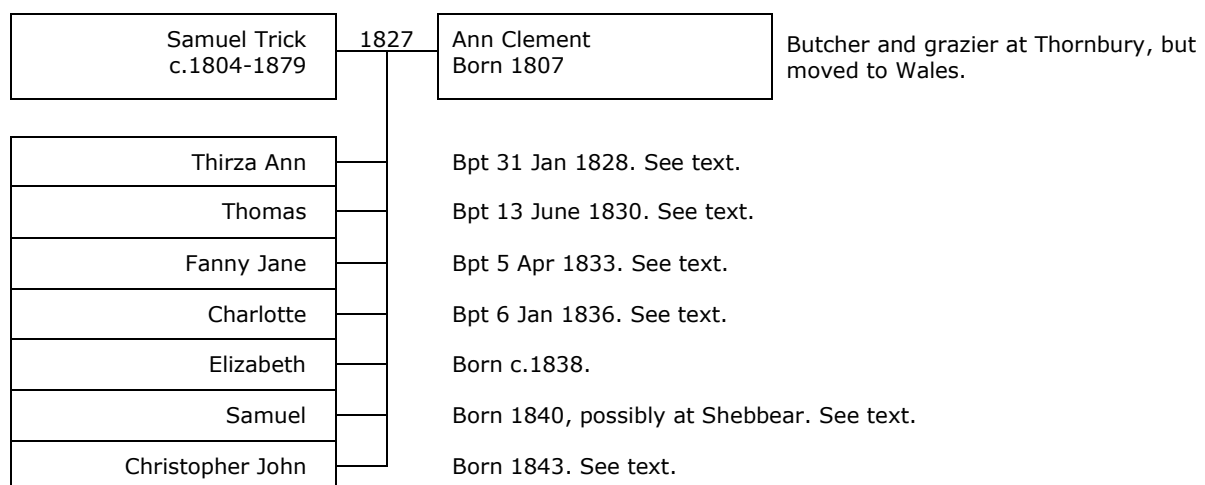 Samuel Trick
c.1804-1879
1827
Ann Clement
Born 1807
Butcher and grazier at Thornbury, but
moved to Wales.
Thirza Ann
Bpt 31 Jan 1828. See text.
Thomas
Bpt 13 June 1830. See text.
Fanny Jane
Bpt 5 Apr 1833. See text.
Charlotte
Bpt 6 Jan 1836. See text.
Elizabeth
Born c.1838.
Samuel
Born 1840, possibly at Shebbear. See text.
Christopher John
Born 1843. See text.